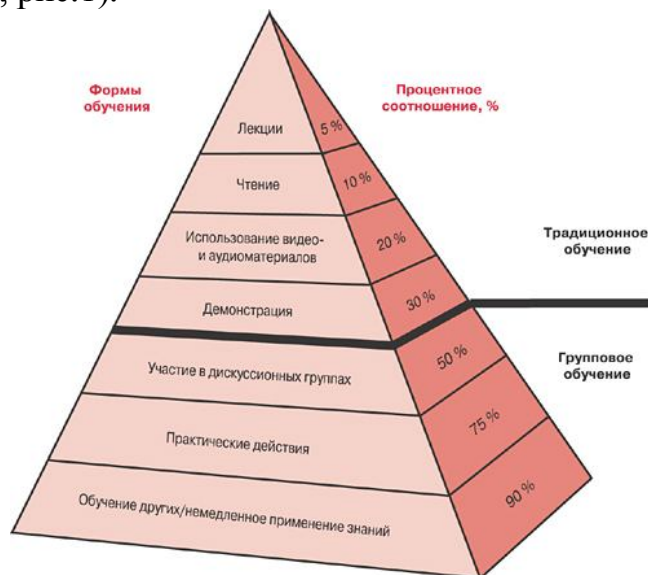 , рис.1).
Формы
обучения
Процентное
соотношение, %
Лекции
5 %
Чтение
10 %
Использование видео-
и аудиоматериалов
20 %
Демонстрация
30 %
Традиционное
обучение
Участие в дискуссионных группах
50 %
Групповое
обучение
Практические действия
75 %
Обучение других/немедленное применение знаний
90 %